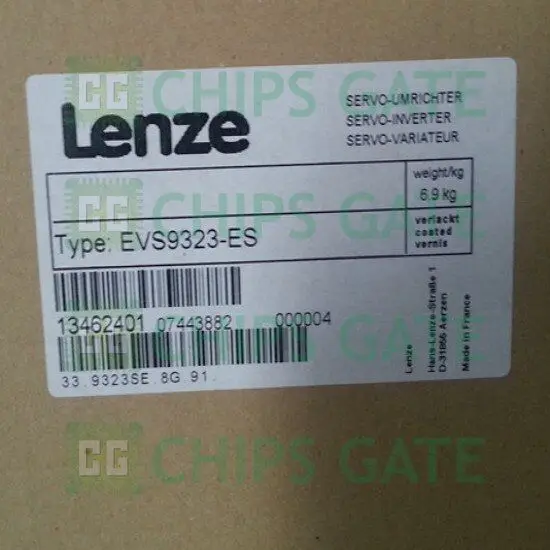 CHIPS GATE
Lenze
SERVO-UMRICHTER
SERVO-INVERTER
SERVO-VARIATEUR
weight/kg
6.9 kg
Type: EVS9323-ES
verlackt
coated
vernis
13462401 07443882 000004
33.9323SE.8G 91.
Lenze
Hans-Lenze-Straße 1
D-31855 Aerzen
Made in France
CHIPS GATE
CHIPS GATE
CHIPS GATE